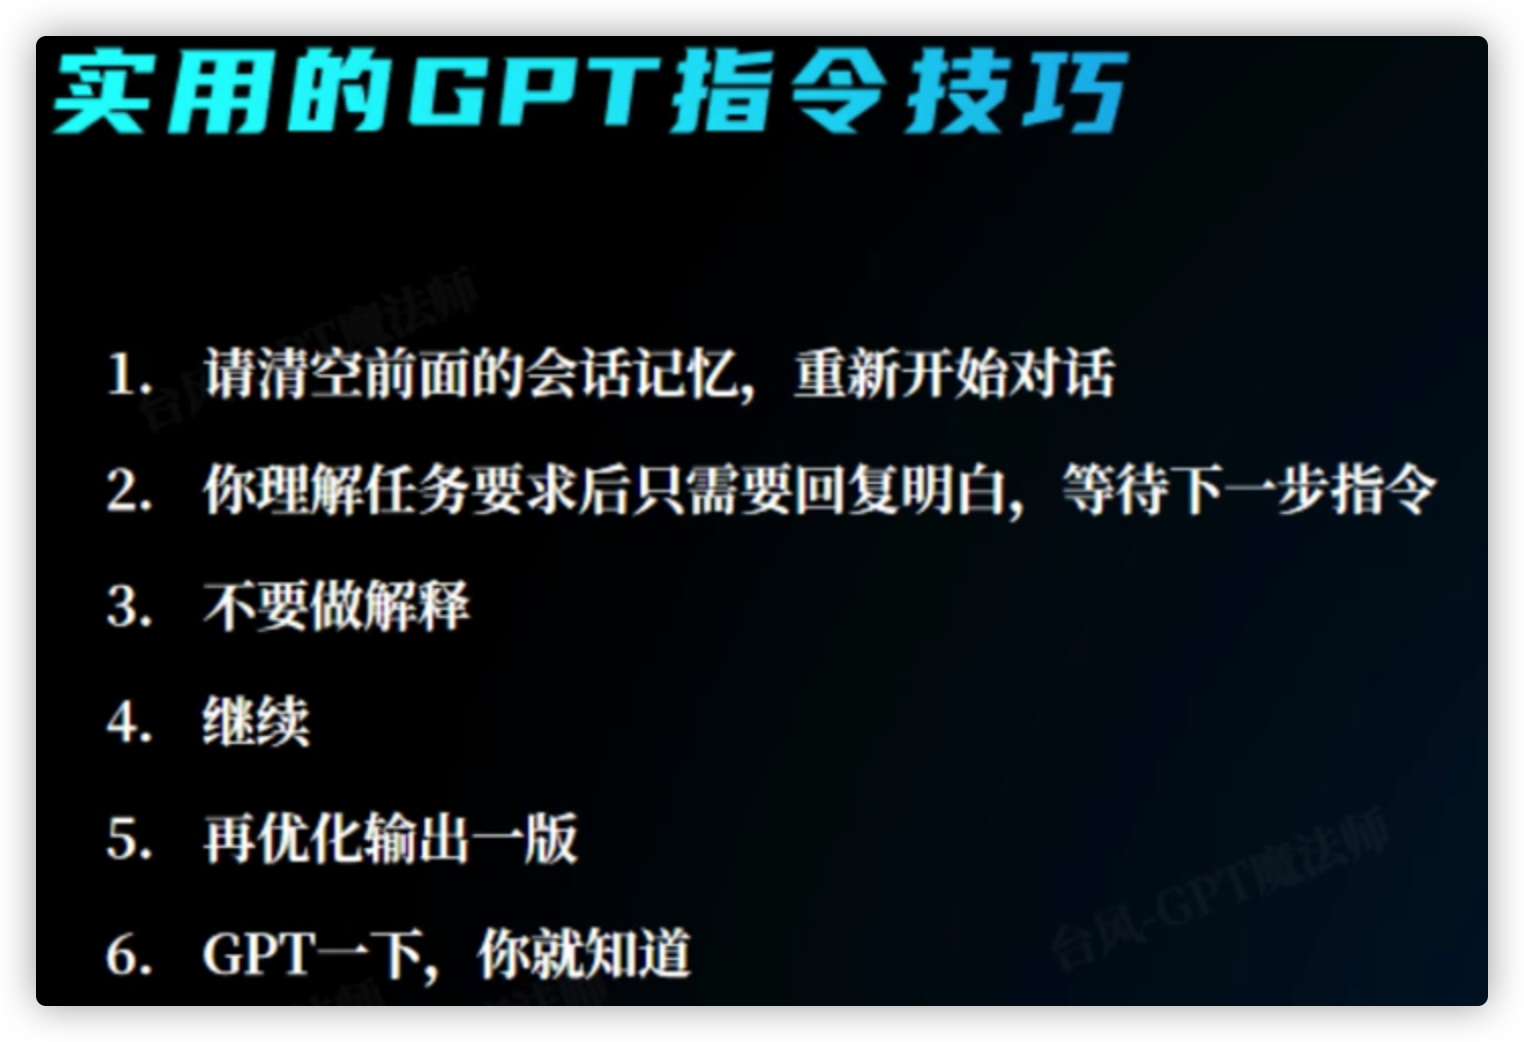 实用的GPT指令技巧
台风-GPT魔法师
1. 请清空前面的会话记忆，重新开始对话
2. 你理解任务要求后只需要回复明白，等待下一步指令
3. 不要做解释
4. 继续
5. 再优化输出一版
台风-GPT魔法师
6. GPT一下，你就知道